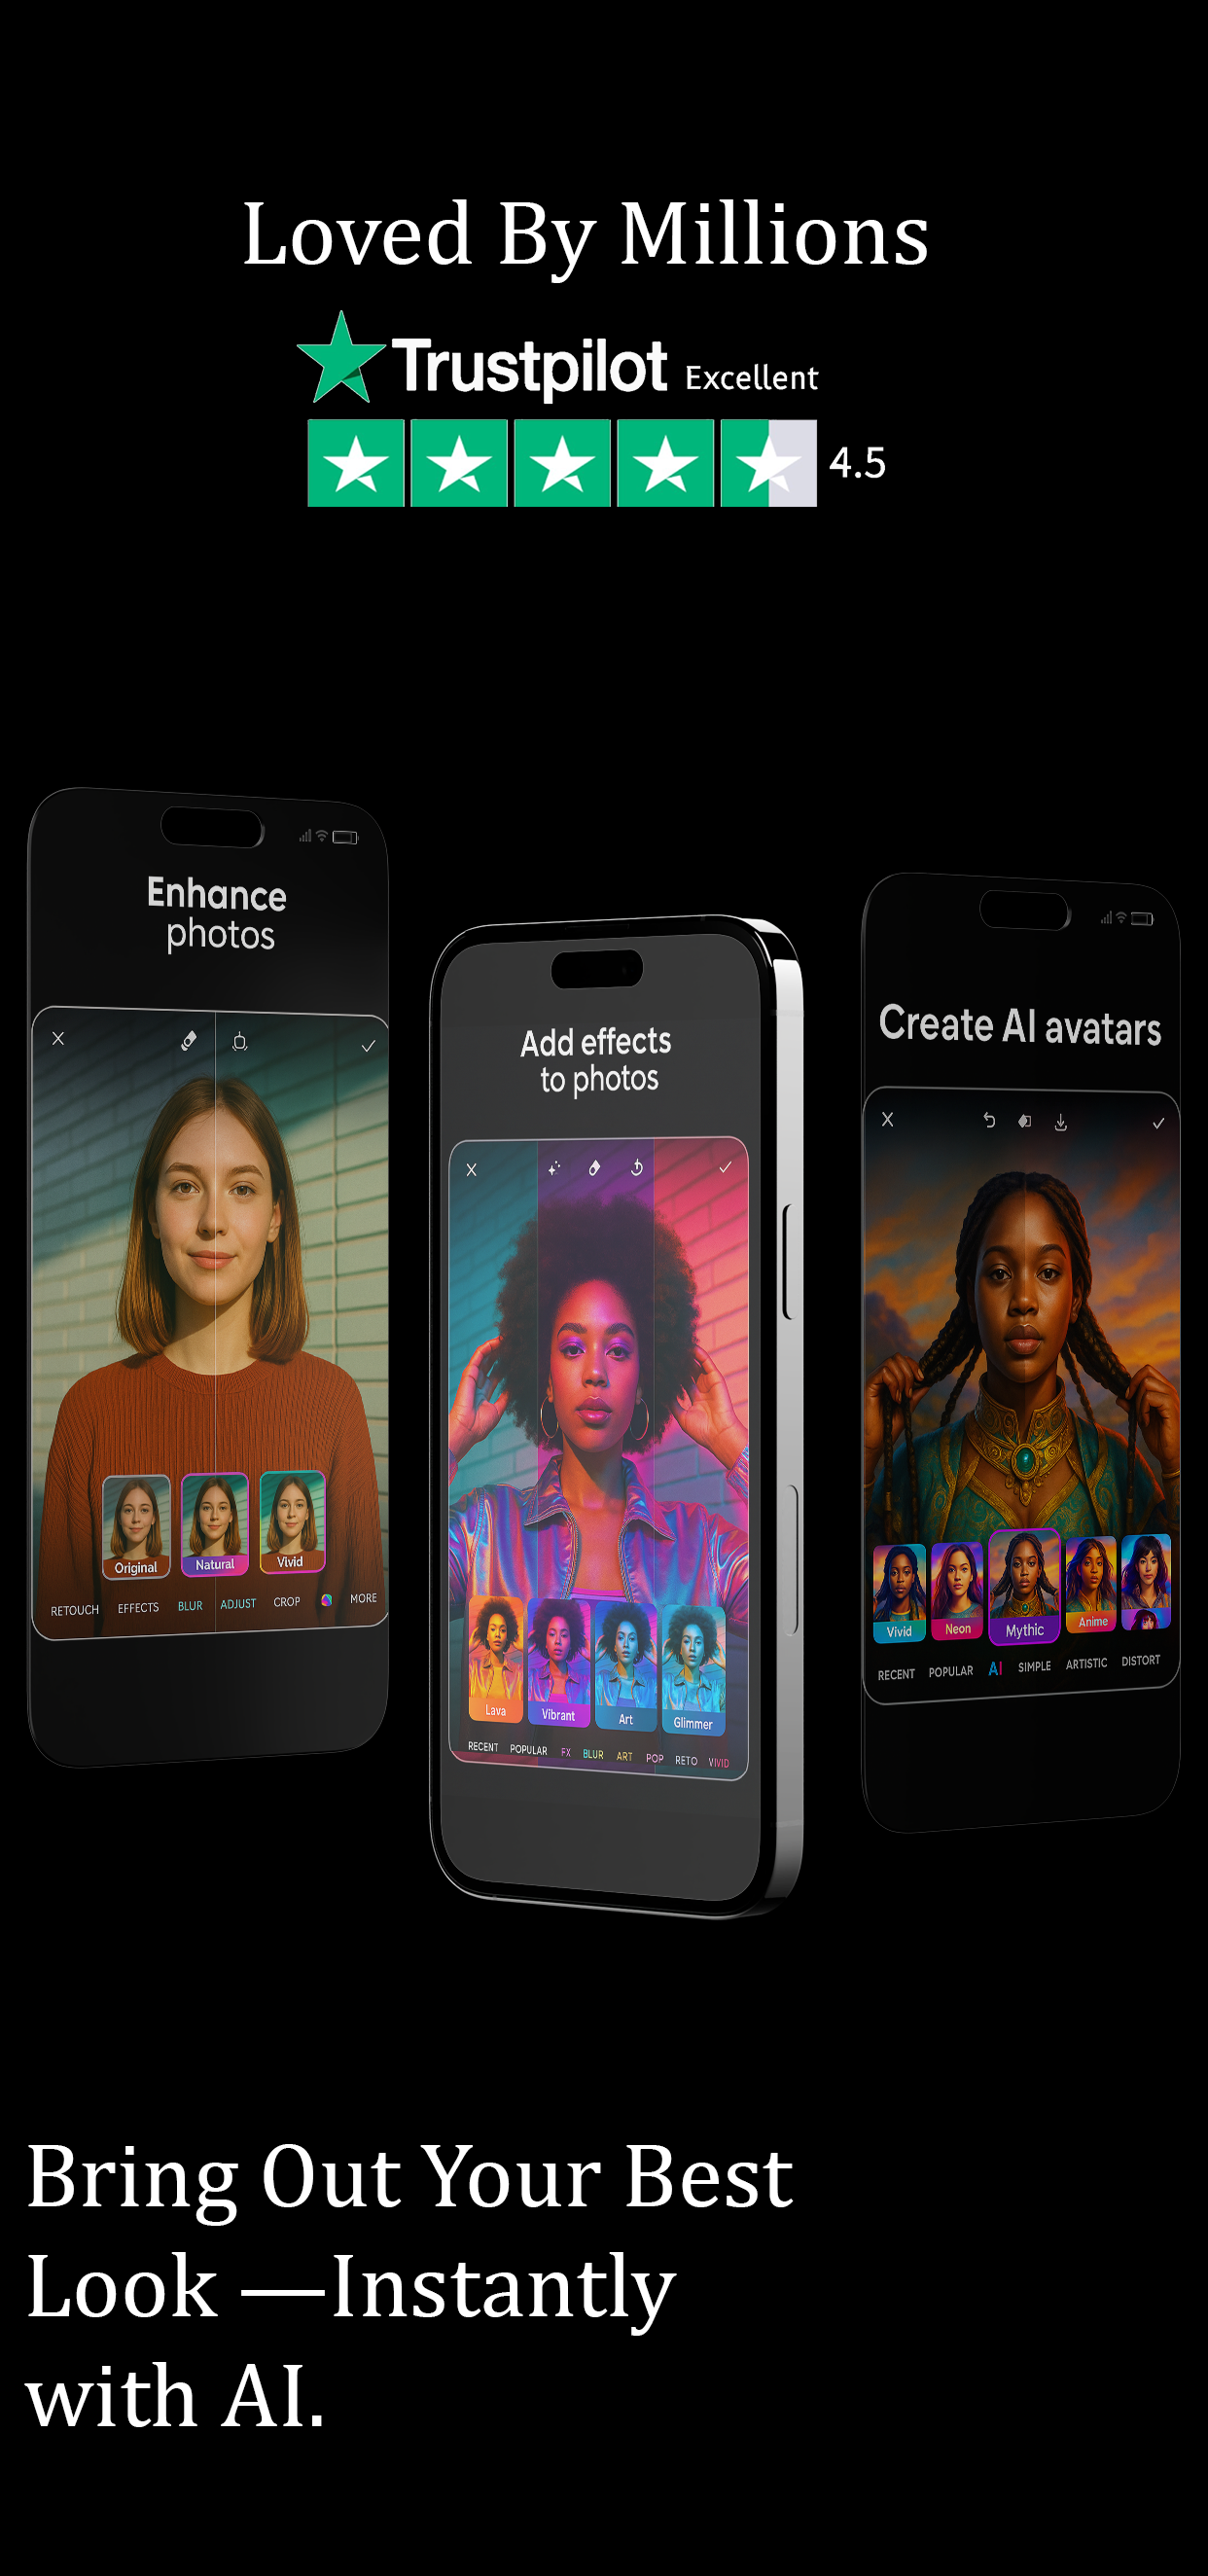 Loved By Millions
Trustpilot Excellent
4.5
Enhance
photos
Original
Natural
Vivid
RETOUCH EFFECTS BLUR ADJUST CROP MORE
Add effects
to photos
Lava
Vibrant
Art
Glimmer
RECENT POPULAR FX BLUR ART POP RETO VIVID
Create AI avatars
Vivid
Neon
Mythic
Anime
RECENT POPULAR AI SIMPLE ARTISTIC DISTORT
Bring Out Your Best
Look —Instantly
with AI.